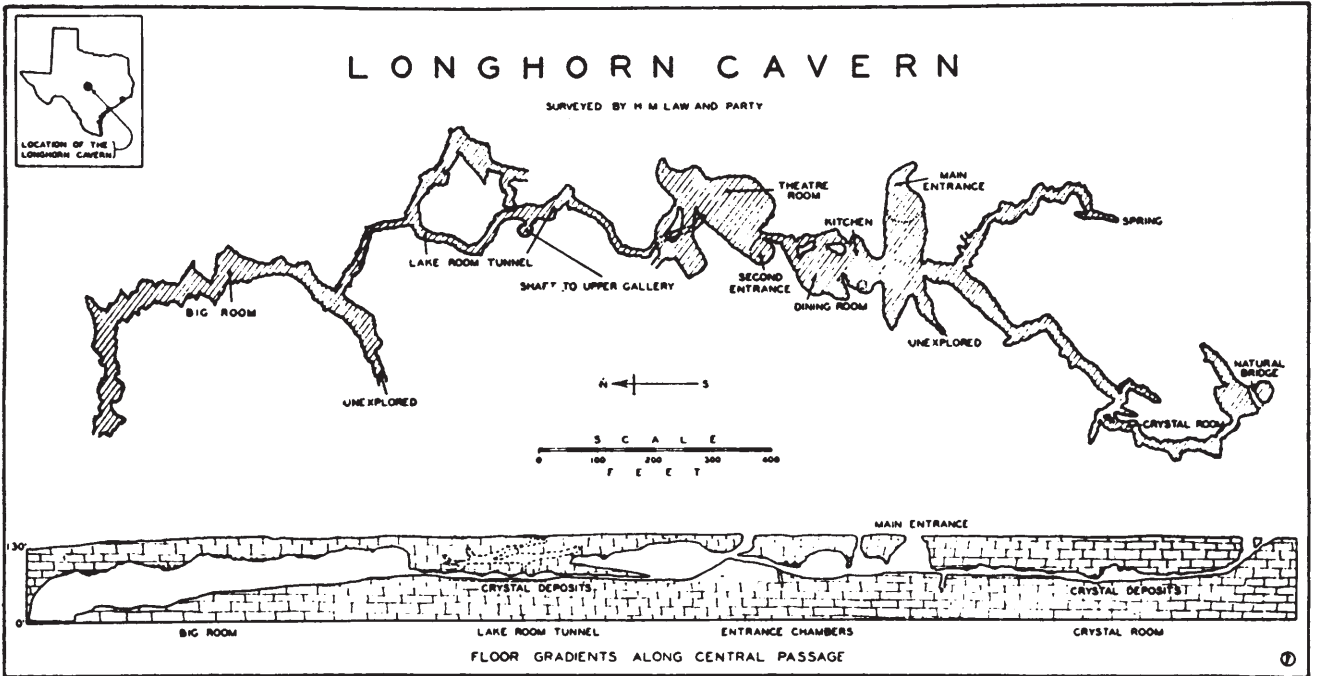 LOCATION OF THE
LONGHORN CAVERN
LONGHORN CAVERN
SURVEYED BY H M LAW AND PARTY
THEATRE
ROOM
MAIN
ENTRANCE
KITCHEN
SPRING
LAKE ROOM TUNNEL
SHAFT TO UPPER GALLERY
SECOND
ENTRANCE
DINING ROOM
BIG ROOM
UNEXPLORED
UNEXPLORED
NATURAL
BRIDGE
CRYSTAL ROOM
N S
SCALE
0 100 200 300 400
FEET
MAIN ENTRANCE
130'
CRYSTAL DEPOSITS
CRYSTAL DEPOSITS
0'
BIG ROOM
LAKE ROOM TUNNEL
ENTRANCE CHAMBERS
CRYSTAL ROOM
FLOOR GRADIENTS ALONG CENTRAL PASSAGE